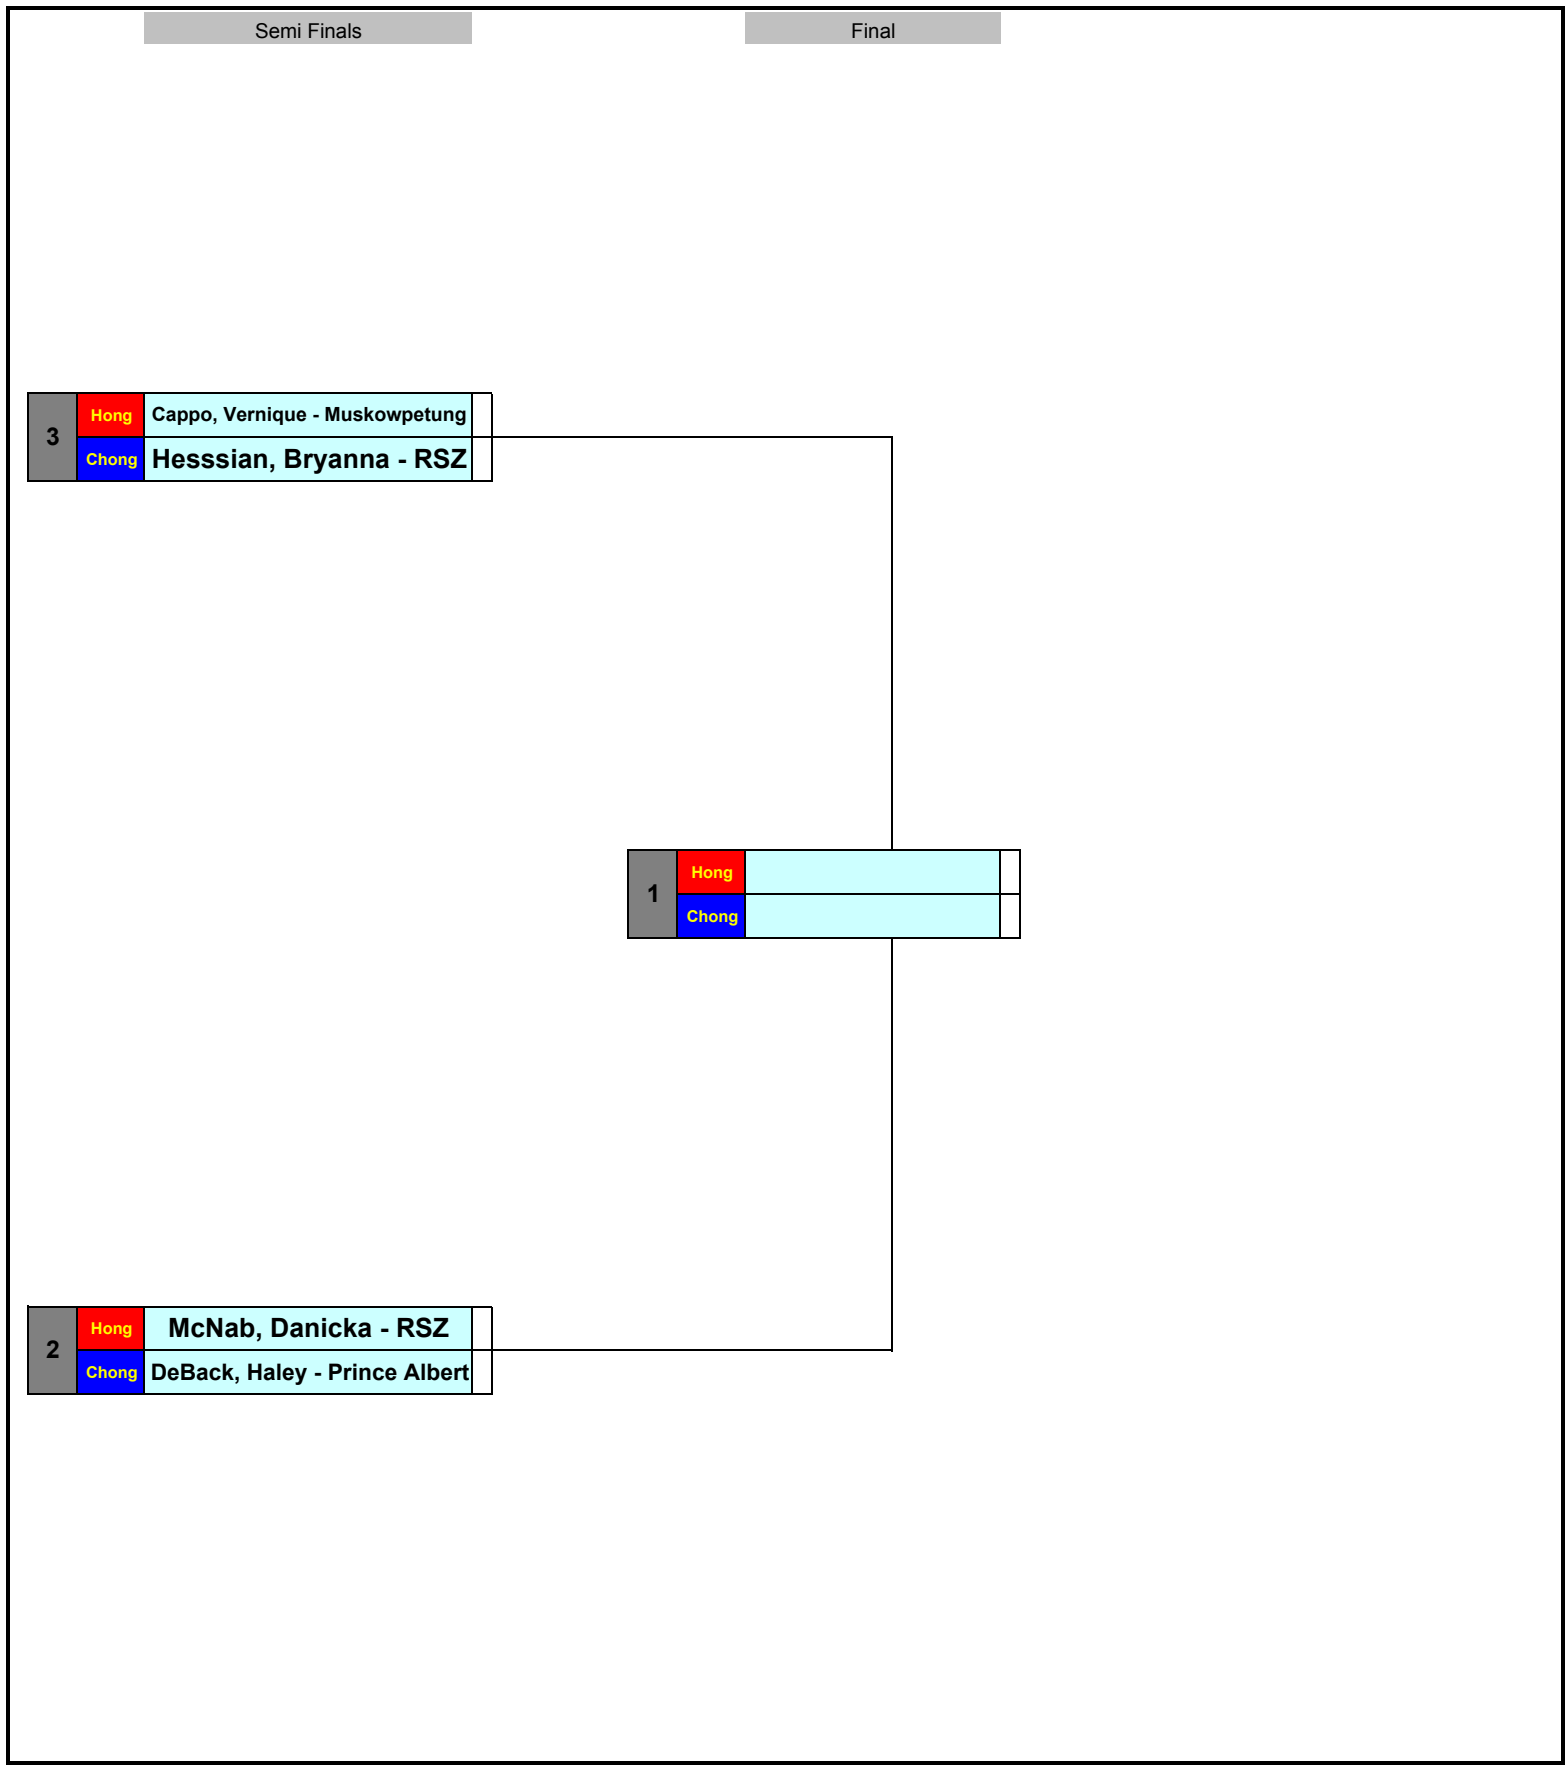 Semi Finals
Final
3
Hong
Cappo, Vernique - Muskowpetung
Chong
Hesssian, Bryanna - RSZ
1
Hong
Chong
2
Hong
McNab, Danicka - RSZ
Chong
DeBack, Haley - Prince Albert